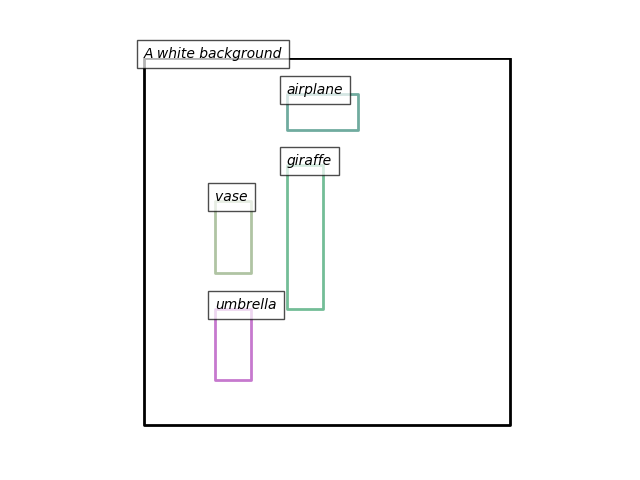 A white background
airplane
giraffe
vase
umbrella